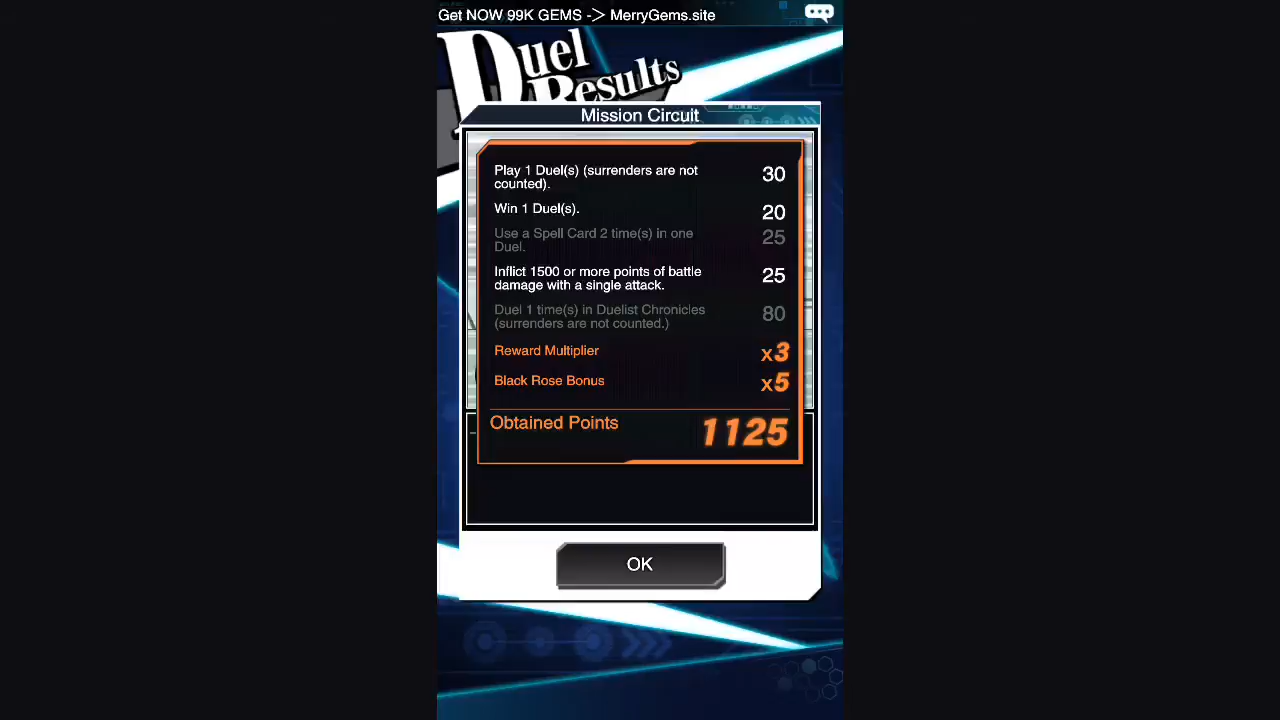 Get NOW 99K GEMS -> MerryGems.site
Duel
Results
Mission Circuit
Play 1 Duel(s) (surrenders are not
counted).
30
Win 1 Duel(s).
20
Use a Spell Card 2 time(s) in one
Duel.
25
Inflict 1500 or more points of battle
damage with a single attack.
25
Duel 1 time(s) in Duelist Chronicles
(surrenders are not counted.)
80
Reward Multiplier
x3
Black Rose Bonus
x5
Obtained Points
1125
OK